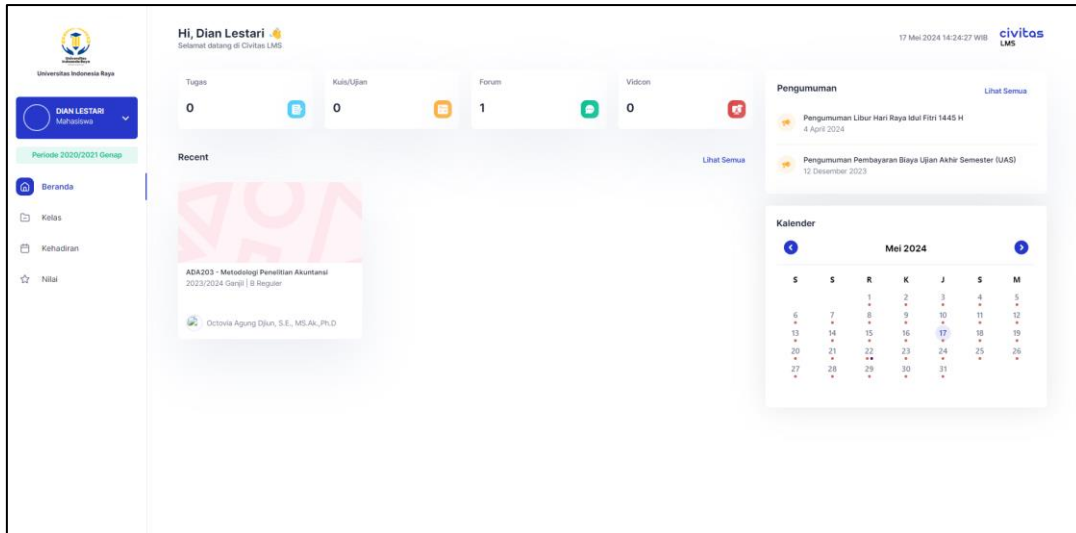 Universitas
Indonesia Raya
Universitas Indonesia Raya
DIAN LESTARI
Mahasiswa
Periode 2020/2021 Genap
Beranda
Kelas
Kehadiran
Nilai
Hi, Dian Lestari 👋
Selamat datang di Civitas LMS
17 Mei 2024 14:24:27 WIB
civitas
LMS
Tugas
0
Kuis/Ujian
0
Forum
1
Vidcon
0
Recent
Lihat Semua
ADA203 - Metodologi Penelitian Akuntansi
2023/2024 Ganjil | B Reguler
Octovia Agung Djiun, S.E., MS.Ak.,Ph.D
Pengumuman
Lihat Semua
Pengumuman Libur Hari Raya Idul Fitri 1445 H
4 April 2024
Pengumuman Pembayaran Biaya Ujian Akhir Semester (UAS)
12 Desember 2023
Kalender
Mei 2024
S S R K J S M
1 2 3 4 5
6 7 8 9 10 11 12
13 14 15 16 17 18 19
20 21 22 23 24 25 26
27 28 29 30 31